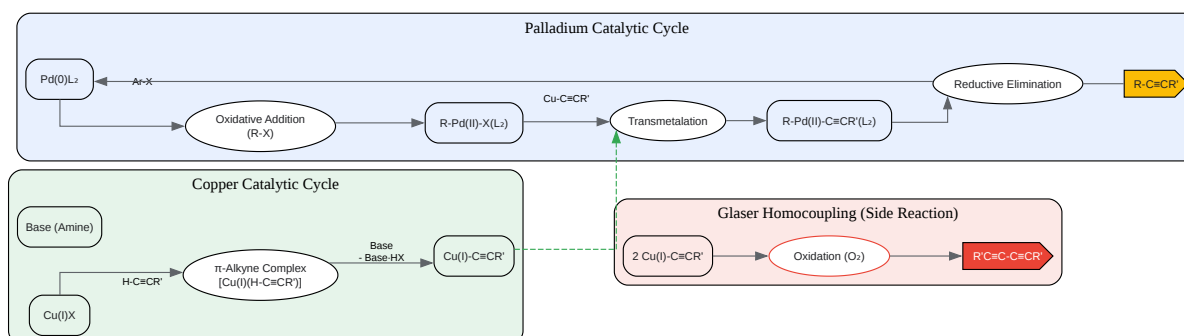 Palladium Catalytic Cycle
Pd(0)L₂
Ar-X
Oxidative Addition
(R-X)
R-Pd(II)-X(L₂)
Cu-C≡CR'
Transmetalation
R-Pd(II)-C≡CR'(L₂)
Reductive Elimination
R-C≡CR'
Copper Catalytic Cycle
Base (Amine)
Cu(I)X
H-C≡CR'
π-Alkyne Complex
[Cu(I)(H-C≡CR')]
Base
- Base·HX
Cu(I)-C≡CR'
Glaser Homocoupling (Side Reaction)
2 Cu(I)-C≡CR'
Oxidation (O₂)
R'C≡C-C≡CR'